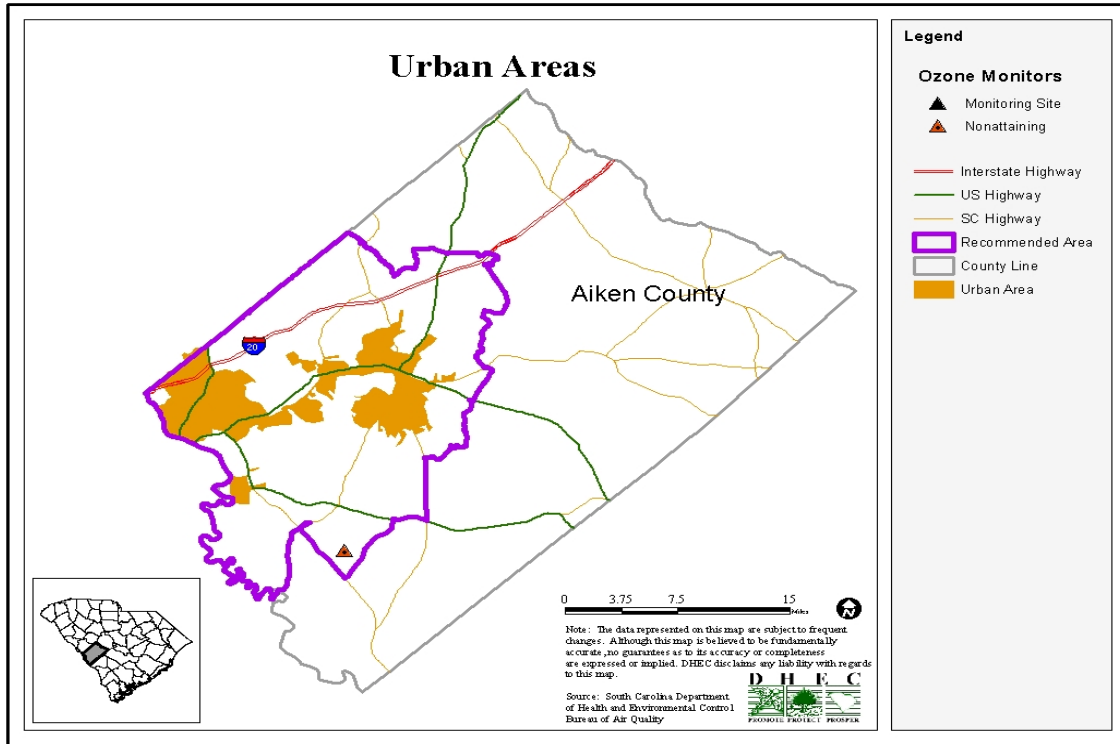 Urban Areas
Aiken County
20
0 3.75 7.5 15
Miles
N
Note: The data represented on this map are subject to frequent
changes. Although this map is believed to be fundamentally
accurate, no guarantees as to its accuracy or completeness
are expressed or implied. DHEC disclaims any liability with regards
to this map.
Source: South Carolina Department
of Health and Environmental Control
Bureau of Air Quality
D H E C
PROMOTE PROTECT PROSPER
Legend
Ozone Monitors
Monitoring Site
Nonattaining
Interstate Highway
US Highway
SC Highway
Recommended Area
County Line
Urban Area